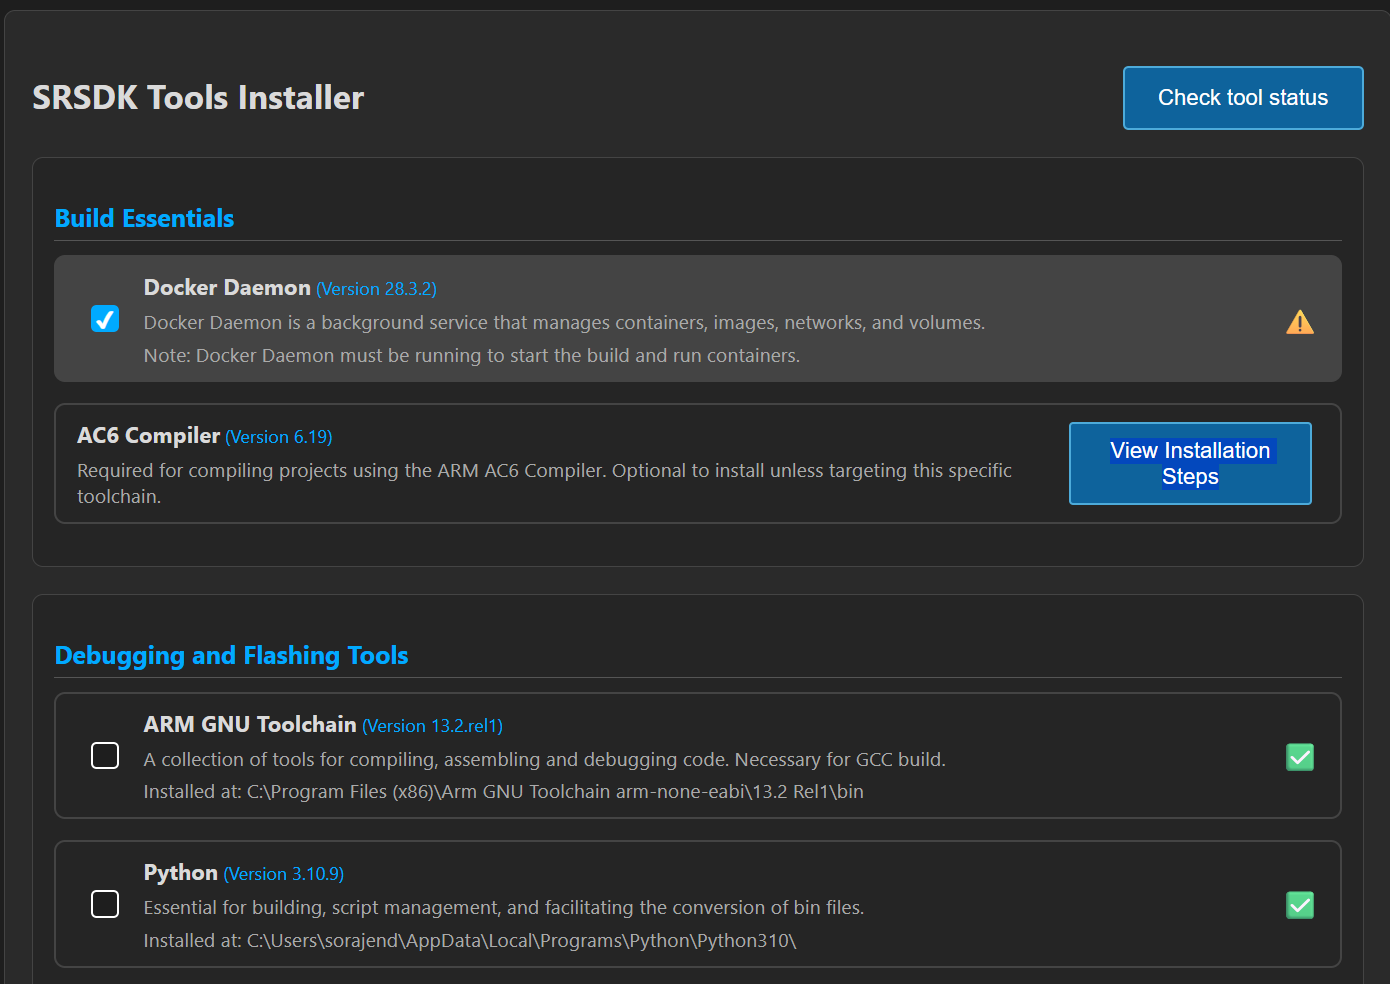 SRSDK Tools Installer
Check tool status
Build Essentials
Docker Daemon (Version 28.3.2)
Docker Daemon is a background service that manages containers, images, networks, and volumes.
Note: Docker Daemon must be running to start the build and run containers.
AC6 Compiler (Version 6.19)
Required for compiling projects using the ARM AC6 Compiler. Optional to install unless targeting this specific
toolchain.
View Installation
Steps
Debugging and Flashing Tools
ARM GNU Toolchain (Version 13.2.rel1)
A collection of tools for compiling, assembling and debugging code. Necessary for GCC build.
Installed at: C:\Program Files (x86)\Arm GNU Toolchain arm-none-eabi\13.2 Rel1\bin
Python (Version 3.10.9)
Essential for building, script management, and facilitating the conversion of bin files.
Installed at: C:\Users\sorajend\AppData\Local\Programs\Python\Python310\